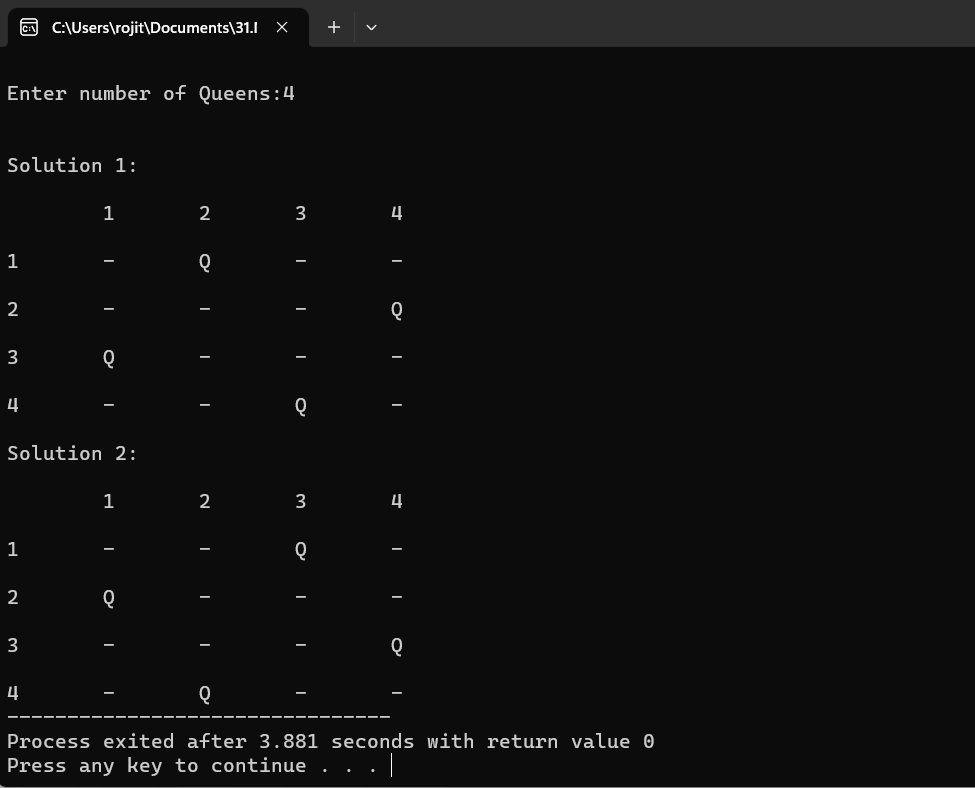 C:\Users\rojit\Documents\31.
Enter number of Queens:4
Solution 1:
1 2 3 4
1 - Q - -
2 - - - Q
3 Q - - -
4 - - Q -
Solution 2:
1 2 3 4
1 - - Q -
2 Q - - -
3 - - - Q
4 - Q - -
--------------------------------
Process exited after 3.881 seconds with return value 0
Press any key to continue . . .